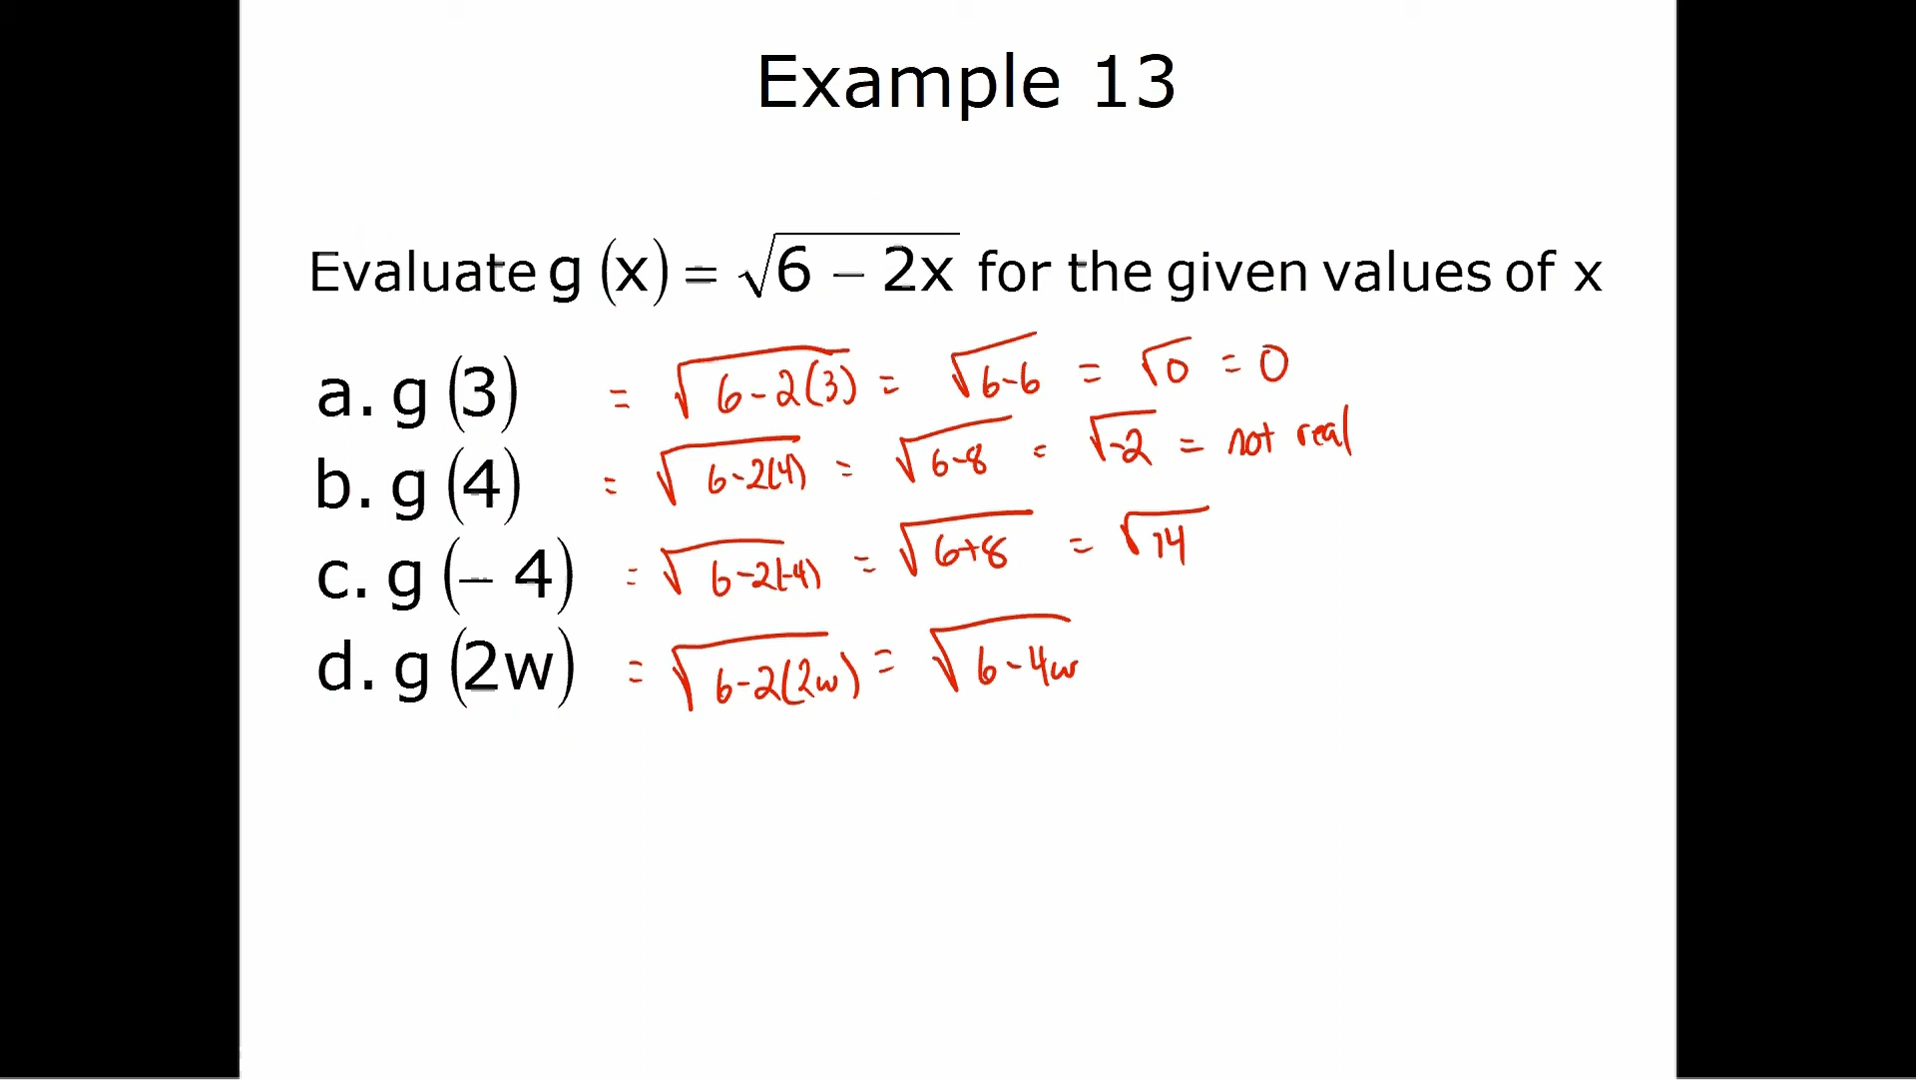 Example 13
Evaluate g (x) = √6 – 2x for the given values of x
a. g (3) = √6-2(3) = √6-6 = √0 = 0
b. g (4) = √6-2(4) = √6-8 = √-2 = not real
c. g (– 4) = √6-2(-4) = √6+8 = √14
d. g (2w) = √6-2(2w) = √6-4w